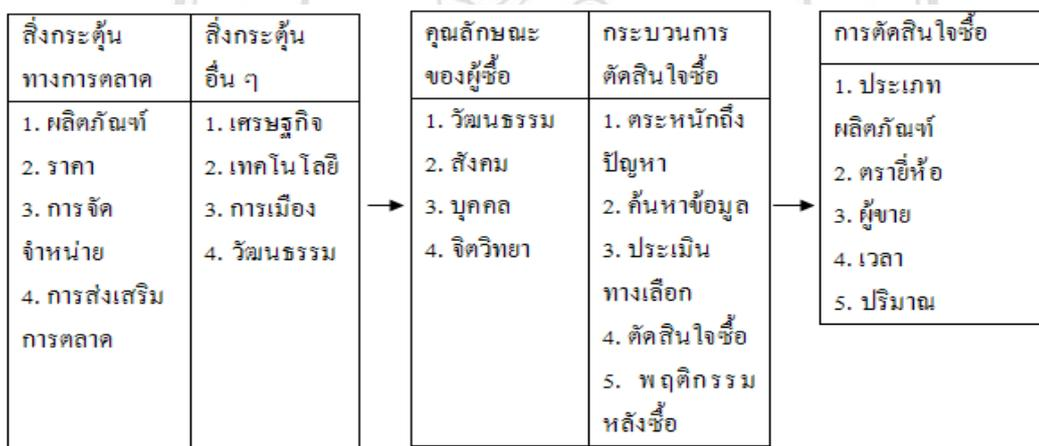 สิ่งกระตุ้น
ทางการตลาด
1. ผลิตภัณฑ์
2. ราคา
3. การจัด
จำหน่าย
4. การส่งเสริม
การตลาด
สิ่งกระตุ้น
อื่น ๆ
1. เศรษฐกิจ
2. เทคโนโลยี
3. การเมือง
4. วัฒนธรรม
คุณลักษณะ
ของผู้ซื้อ
1. วัฒนธรรม
2. สังคม
3. บุคคล
4. จิตวิทยา
กระบวนการ
ตัดสินใจซื้อ
1. ตระหนักถึง
ปัญหา
2. ค้นหาข้อมูล
3. ประเมิน
ทางเลือก
4. ตัดสินใจซื้อ
5. พฤติกรรม
หลังซื้อ
การตัดสินใจซื้อ
1. ประเภท
ผลิตภัณฑ์
2. ตรายี่ห้อ
3. ผู้ขาย
4. เวลา
5. ปริมาณ